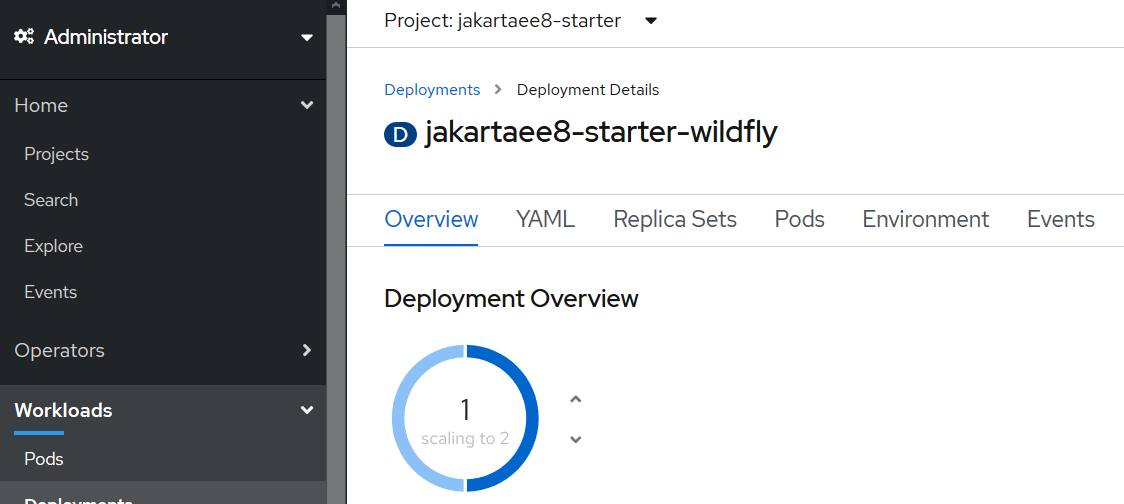 Administrator
Home
Projects
Search
Explore
Events
Operators
Workloads
Pods
Deployments
Project: jakartaee8-starter
Deployments > Deployment Details
D jakartaee8-starter-wildfly
Overview YAML Replica Sets Pods Environment Events
Deployment Overview
1
scaling to 2